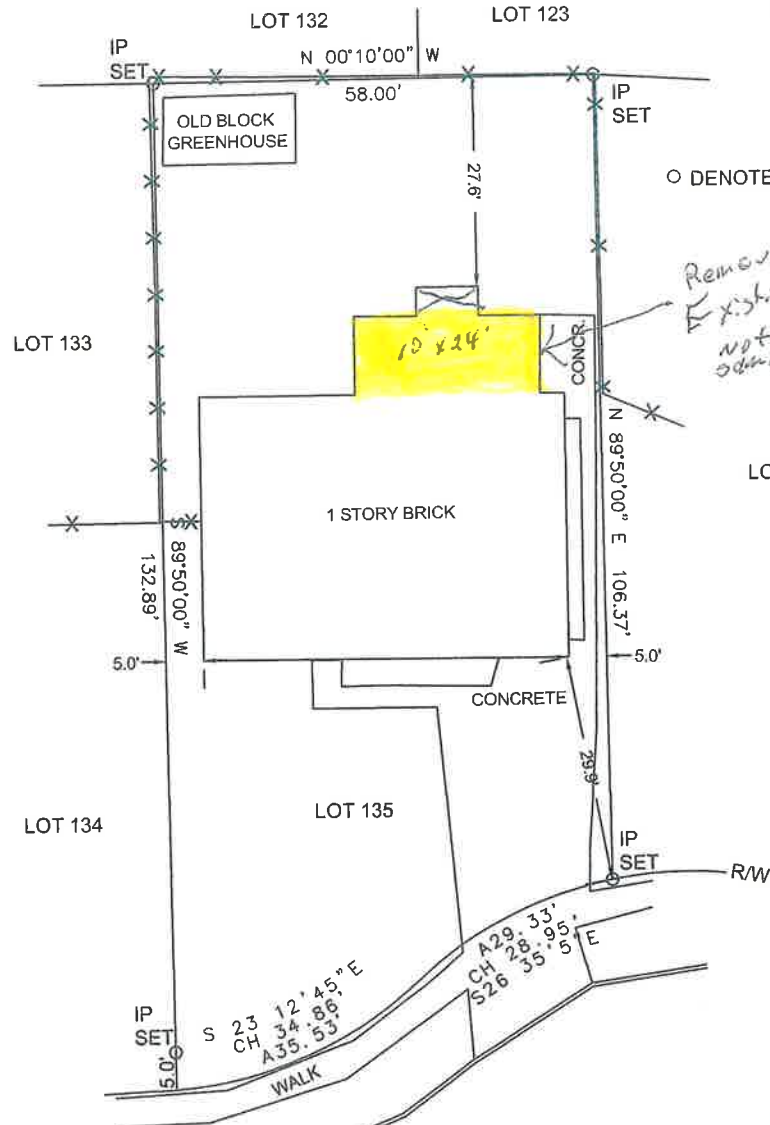 LOT 132
LOT 123
IP
SET
N 00°10'00" W
58.00'
IP
SET
OLD BLOCK
GREENHOUSE
27.6'
O DENOTE
LOT 133
10' x 24'
CONCR.
N 89°50'00" E 106.37'
LO
1 STORY BRICK
S 89°50'00" W
132.89'
5.0'
5.0'
CONCRETE
29.9'
LOT 134
LOT 135
IP
SET
R/W
A29.33'
CH 28.95'
S26 35'5" E
S 23 12'45" E
CH 34.86'
A35.53'
IP
SET
5.0'
WALK